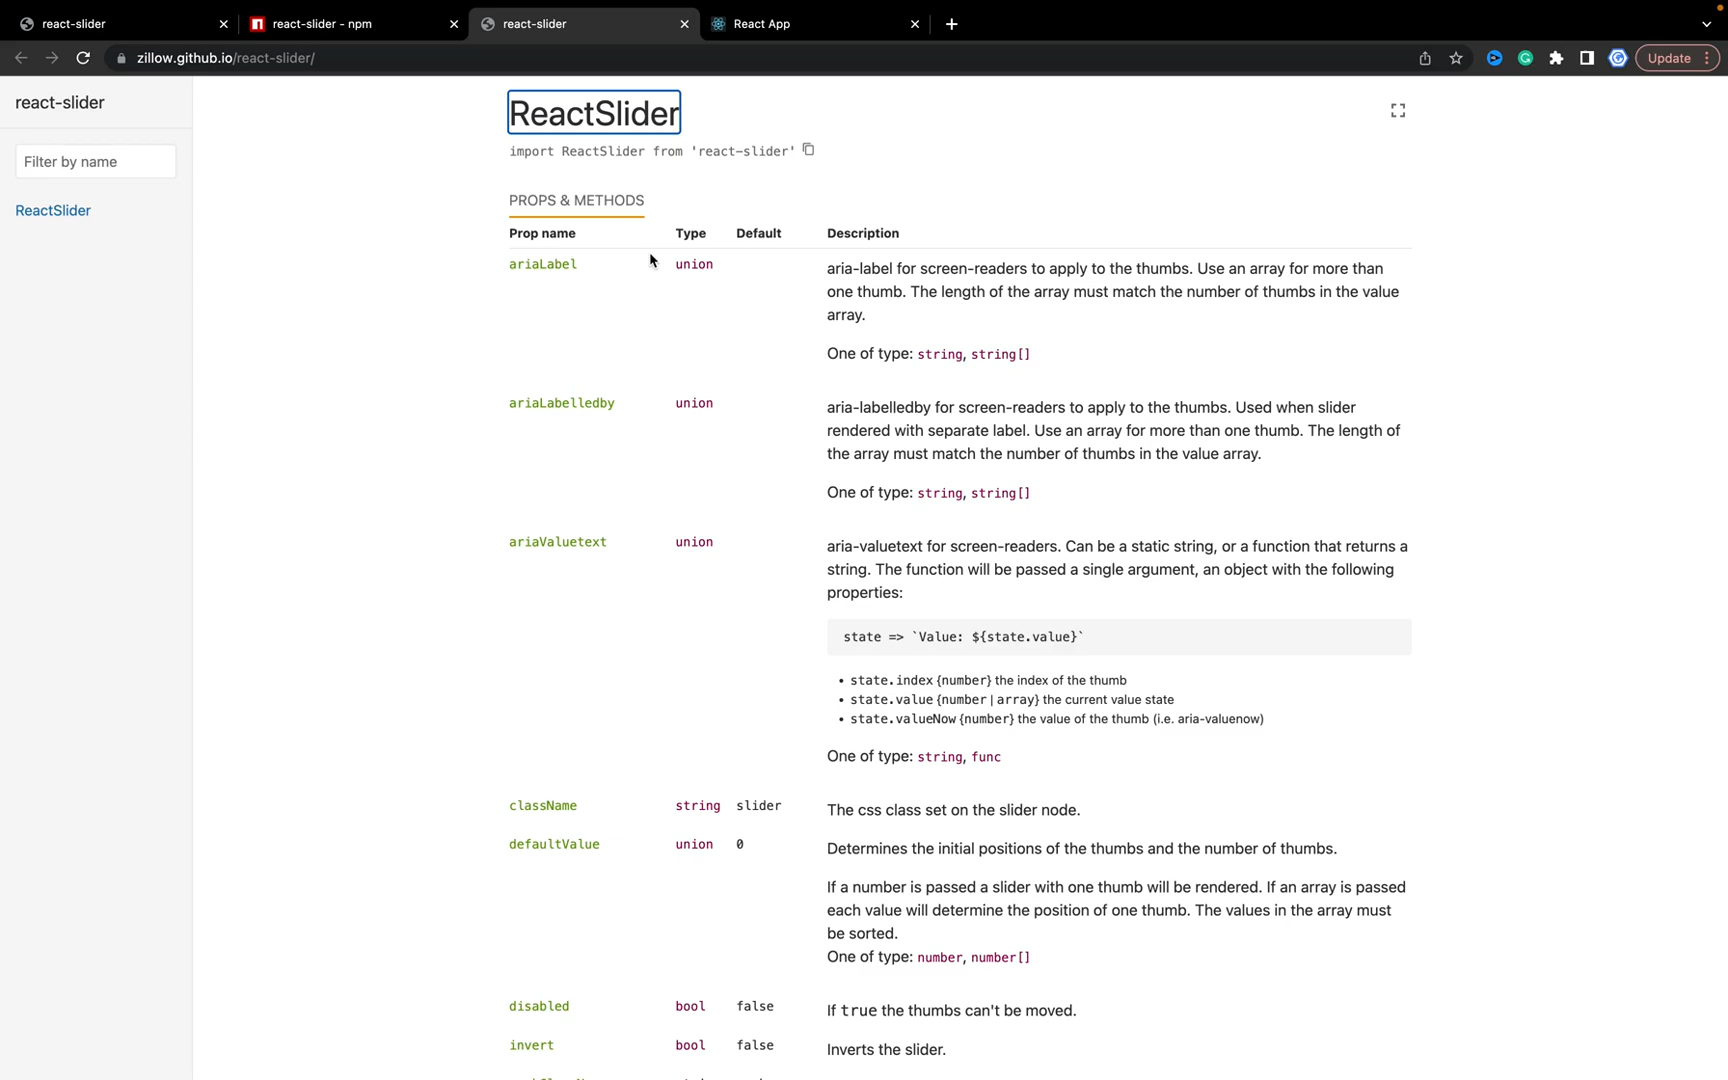 react-slider
react-slider - npm
react-slider
React App
zillow.github.io/react-slider/
Update
react-slider
Filter by name
ReactSlider
ReactSlider
import ReactSlider from 'react-slider'
PROPS & METHODS
Prop name Type Default Description
ariaLabel union aria-label for screen-readers to apply to the thumbs. Use an array for more than
one thumb. The length of the array must match the number of thumbs in the value
array.
One of type: string, string[]
ariaLabelledby union aria-labelledby for screen-readers to apply to the thumbs. Used when slider
rendered with separate label. Use an array for more than one thumb. The length of
the array must match the number of thumbs in the value array.
One of type: string, string[]
ariaValuetext union aria-valuetext for screen-readers. Can be a static string, or a function that returns a
string. The function will be passed a single argument, an object with the following
properties:
state => `Value: ${state.value}`
• state.index {number} the index of the thumb
• state.value {number | array} the current value state
• state.valueNow {number} the value of the thumb (i.e. aria-valuenow)
One of type: string, func
className string slider The css class set on the slider node.
defaultValue union 0 Determines the initial positions of the thumbs and the number of thumbs.
If a number is passed a slider with one thumb will be rendered. If an array is passed
each value will determine the position of one thumb. The values in the array must
be sorted.
One of type: number, number[]
disabled bool false If true the thumbs can't be moved.
invert bool false Inverts the slider.